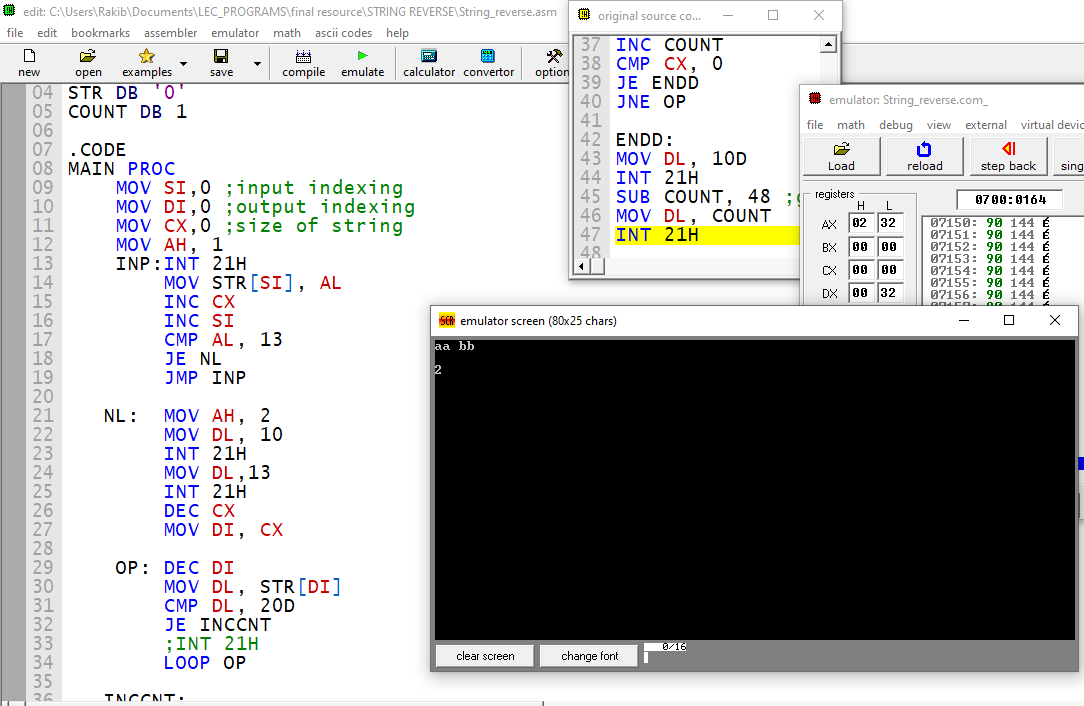 edit: C:\Users\Rakib\Documents\LEC_PROGRAMS\final resource\STRING REVERSE\String_reverse.asm
file edit bookmarks assembler emulator math ascii codes help
new open examples save compile emulate calculator convertor option
04 STR DB '0'
05 COUNT DB 1
06
07 .CODE
08 MAIN PROC
09 MOV SI,0 ;input indexing
10 MOV DI,0 ;output indexing
11 MOV CX,0 ;size of string
12 MOV AH, 1
13 INP:INT 21H
14 MOV STR[SI], AL
15 INC CX
16 INC SI
17 CMP AL, 13
18 JE NL
19 JMP INP
20
21 NL: MOV AH, 2
22 MOV DL, 10
23 INT 21H
24 MOV DL,13
25 INT 21H
26 DEC CX
27 MOV DI, CX
28
29 OP: DEC DI
30 MOV DL, STR[DI]
31 CMP DL, 20D
32 JE INCCNT
33 ;INT 21H
34 LOOP OP
35
36 INCCNT:
original source co...
37 INC COUNT
38 CMP CX, 0
39 JE ENDD
40 JNE OP
41
42 ENDD:
43 MOV DL, 10D
44 INT 21H
45 SUB COUNT, 48 ;
46 MOV DL, COUNT
47 INT 21H
48
emulator: String_reverse.com_
file math debug view external virtual devic
Load reload step back sing
registers
H L
AX 02 32
BX 00 00
CX 00 00
DX 00 32
0700:0164
07150: 90 144 É
07151: 90 144 É
07152: 90 144 É
07153: 90 144 É
07154: 90 144 É
07155: 90 144 É
07156: 90 144 É
emulator screen (80x25 chars)
aa bb
2
clear screen change font 0/16